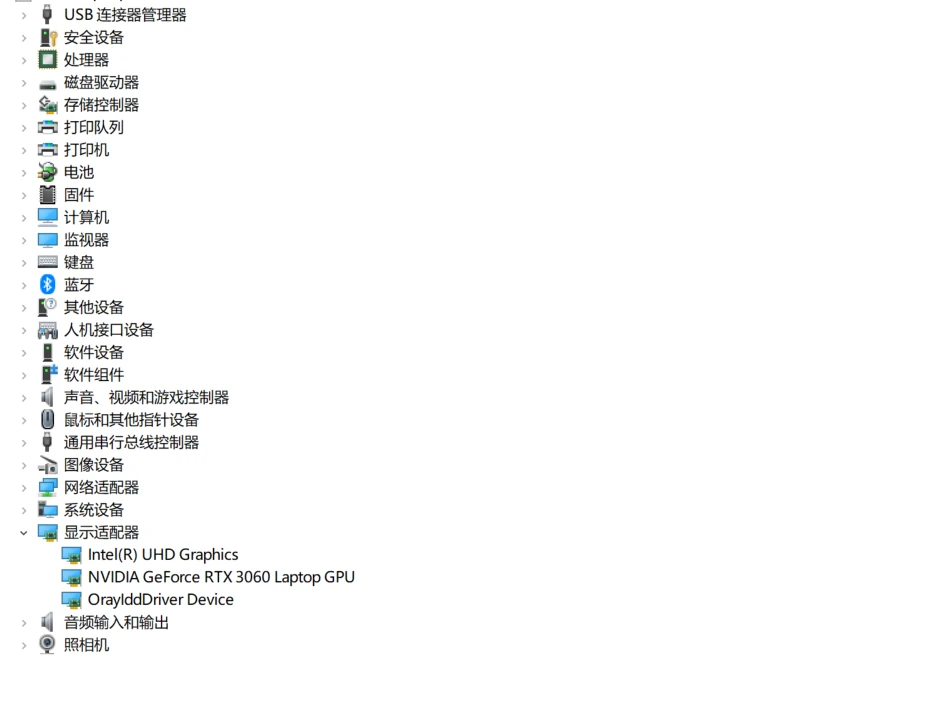 USB 连接器管理器
安全设备
处理器
磁盘驱动器
存储控制器
打印队列
打印机
电池
固件
计算机
监视器
键盘
蓝牙
其他设备
人机接口设备
软件设备
软件组件
声音、视频和游戏控制器
鼠标和其他指针设备
通用串行总线控制器
图像设备
网络适配器
系统设备
显示适配器
Intel(R) UHD Graphics
NVIDIA GeForce RTX 3060 Laptop GPU
OrayIddDriver Device
音频输入和输出
照相机